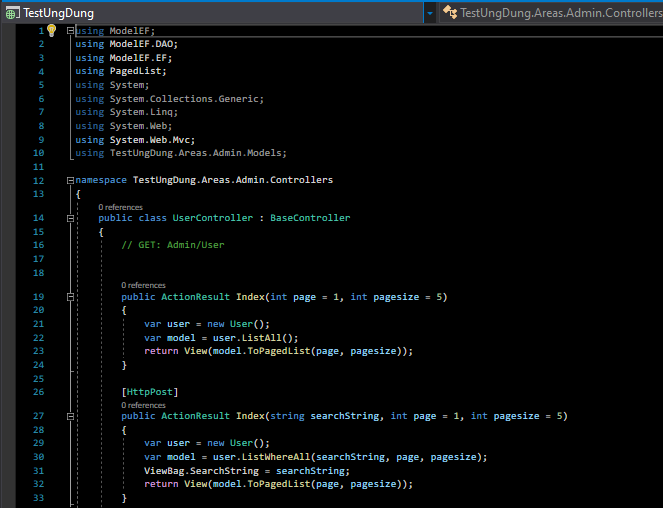 TestUngDung TestUngDung.Areas.Admin.Controllers
1 using ModelEF;
2 using ModelEF.DAO;
3 using ModelEF.EF;
4 using PagedList;
5 using System;
6 using System.Collections.Generic;
7 using System.Linq;
8 using System.Web;
9 using System.Web.Mvc;
10 using TestUngDung.Areas.Admin.Models;
11
12 namespace TestUngDung.Areas.Admin.Controllers
13 {
0 references
14 public class UserController : BaseController
15 {
16 // GET: Admin/User
17
18
0 references
19 public ActionResult Index(int page = 1, int pagesize = 5)
20 {
21 var user = new User();
22 var model = user.ListAll();
23 return View(model.ToPagedList(page, pagesize));
24 }
25
26 [HttpPost]
0 references
27 public ActionResult Index(string searchString, int page = 1, int pagesize = 5)
28 {
29 var user = new User();
30 var model = user.ListWhereAll(searchString, page, pagesize);
31 ViewBag.SearchString = searchString;
32 return View(model.ToPagedList(page, pagesize));
33 }